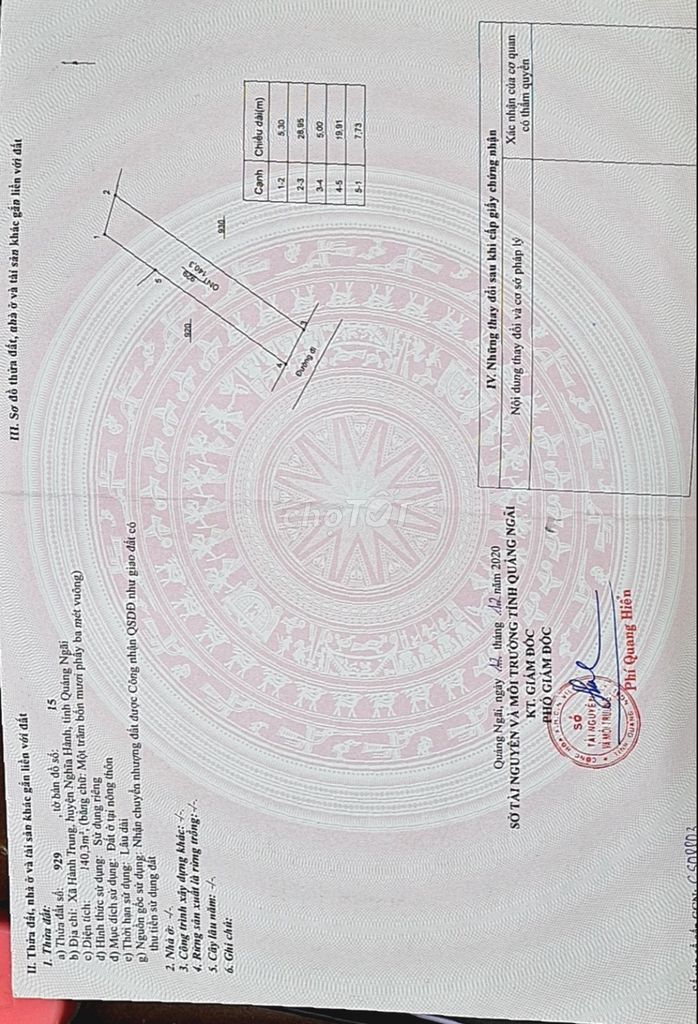 II. Thửa đất, nhà ở và tài sản khác gắn liền với đất
1. Thửa đất:
a) Thửa đất số: 929 , tờ bản đồ số: 15
b) Địa chỉ: Xã Hành Trung, huyện Nghĩa Hành, tỉnh Quảng Ngãi
c) Diện tích: 140,3m², (bằng chữ: Một trăm bốn mươi phẩy ba mét vuông)
d) Hình thức sử dụng: Sử dụng riêng
đ) Mục đích sử dụng: Đất ở tại nông thôn
e) Thời hạn sử dụng: Lâu dài
g) Nguồn gốc sử dụng: Nhận chuyển nhượng đất được Công nhận QSDĐ như giao đất có
thu tiền sử dụng đất
2. Nhà ở: -/-.
3. Công trình xây dựng khác: -/-.
4. Rừng sản xuất là rừng trồng: -/-.
5. Cây lâu năm: -/-.
6. Ghi chú:
Quảng Ngãi, ngày tháng 12 năm 2020
SỞ TÀI NGUYÊN VÀ MÔI TRƯỜNG TỈNH QUẢNG NGÃI
KT. GIÁM ĐỐC
PHÓ GIÁM ĐỐC
SỞ
TÀI NGUYÊN
VÀ MÔI TRƯỜNG
Phí Quang Hiển
III. Sơ đồ thửa đất, nhà ở và tài sản khác gắn liền với đất
1
2
5
920
929
ONT 140,3
930
4
3
Đường đi
Cạnh Chiều dài(m)
1-2 5,30
2-3 28,95
3-4 5,00
4-5 19,91
5-1 7,73
IV. Những thay đổi sau khi cấp giấy chứng nhận
Nội dung thay đổi và cơ sở pháp lý
Xác nhận của cơ quan
có thẩm quyền
choTỐT